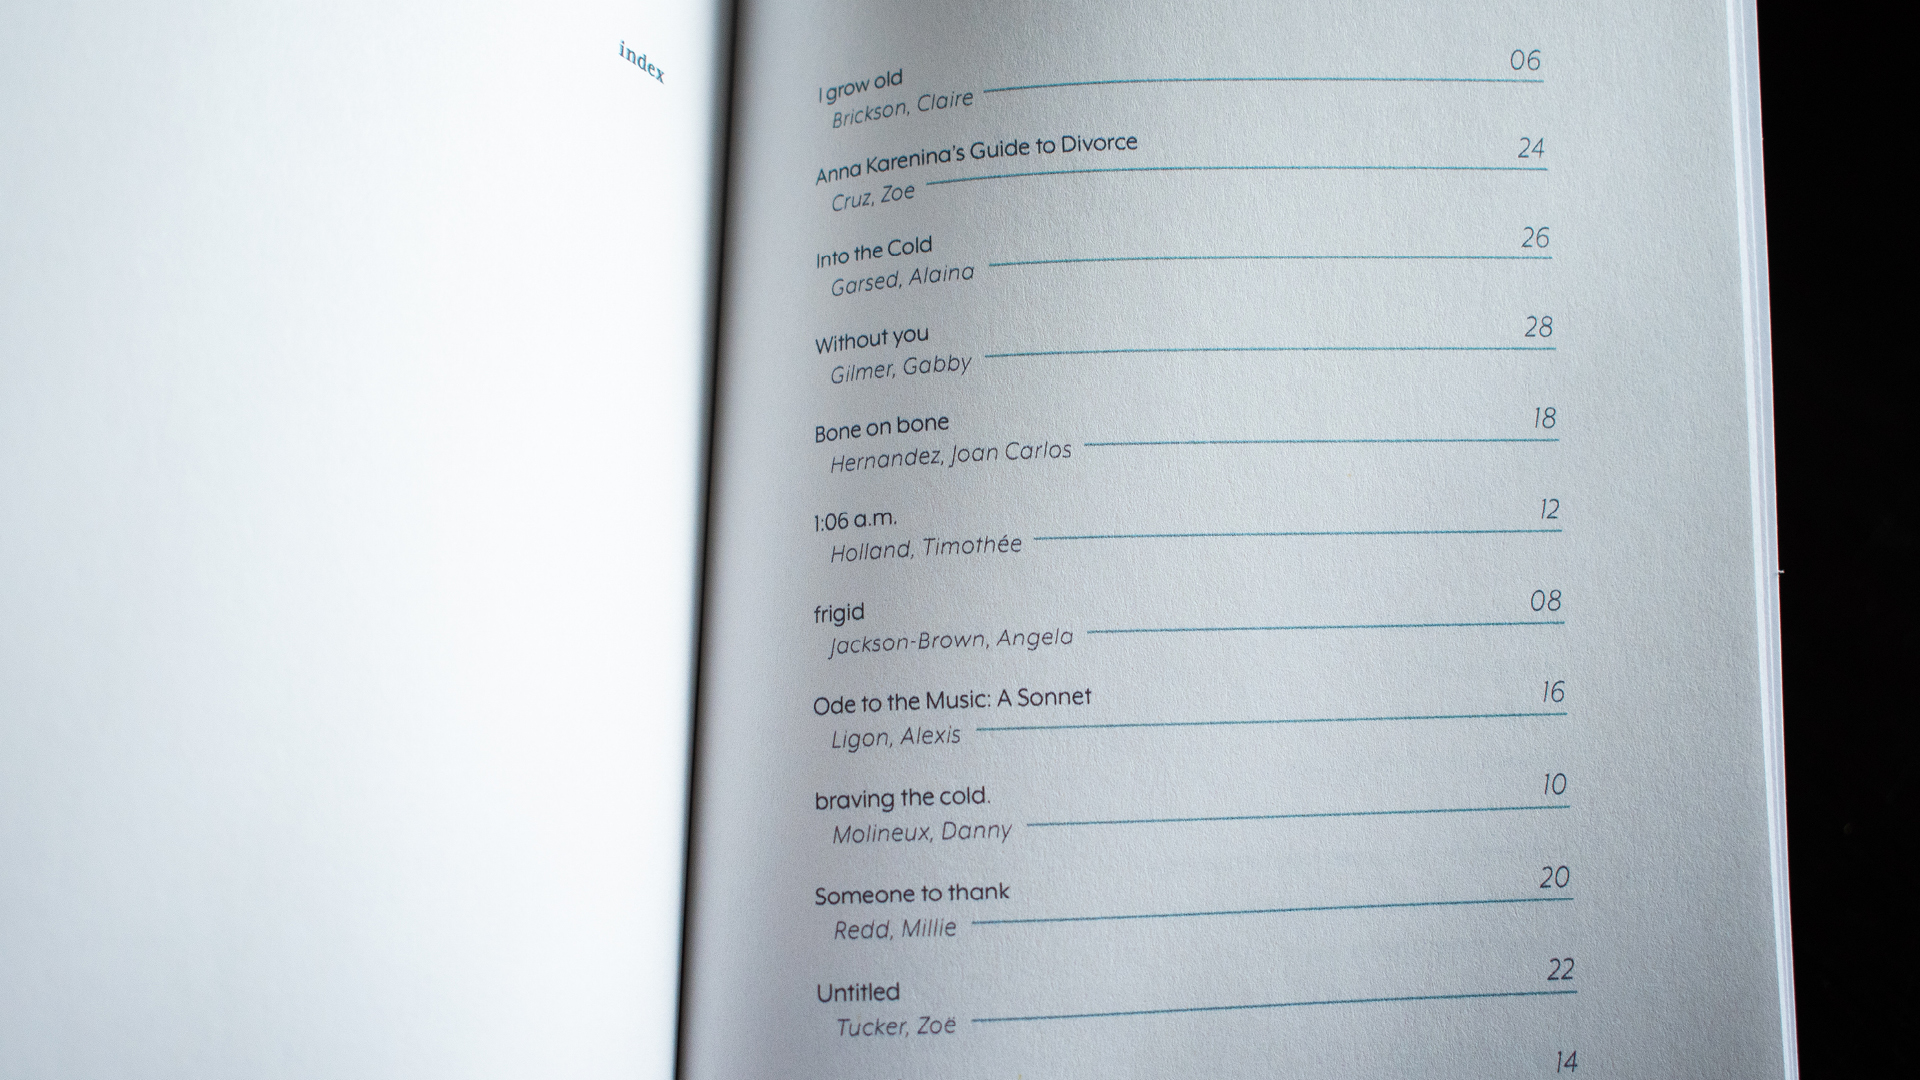 index
I grow old
Brickson, Claire 06
Anna Karenina's Guide to Divorce
Cruz, Zoe 24
Into the Cold
Garsed, Alaina 26
Without you
Gilmer, Gabby 28
Bone on bone
Hernandez, Joan Carlos 18
1:06 a.m.
Holland, Timothée 12
frigid
Jackson-Brown, Angela 08
Ode to the Music: A Sonnet
Ligon, Alexis 16
braving the cold.
Molineux, Danny 10
Someone to thank
Redd, Millie 20
Untitled
Tucker, Zoë 22
14